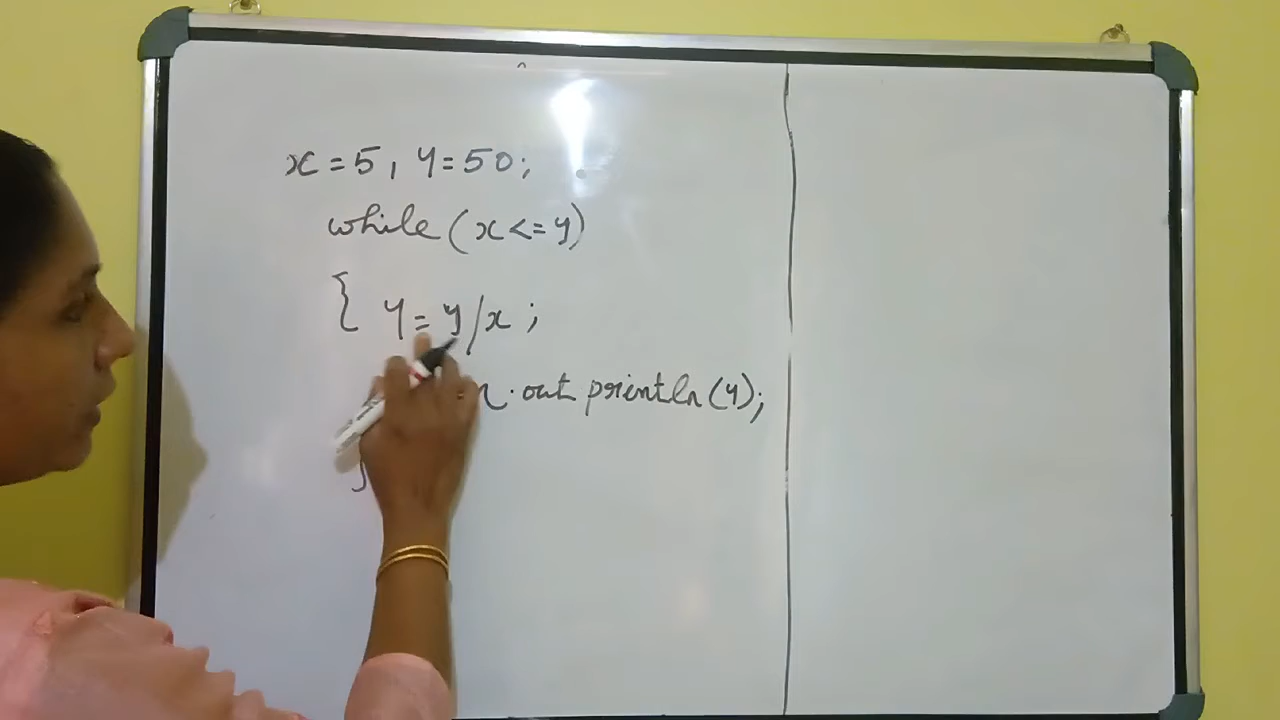 x = 5, y = 50;
while (x <= y)
{ y = y/x ;
.out println (y);